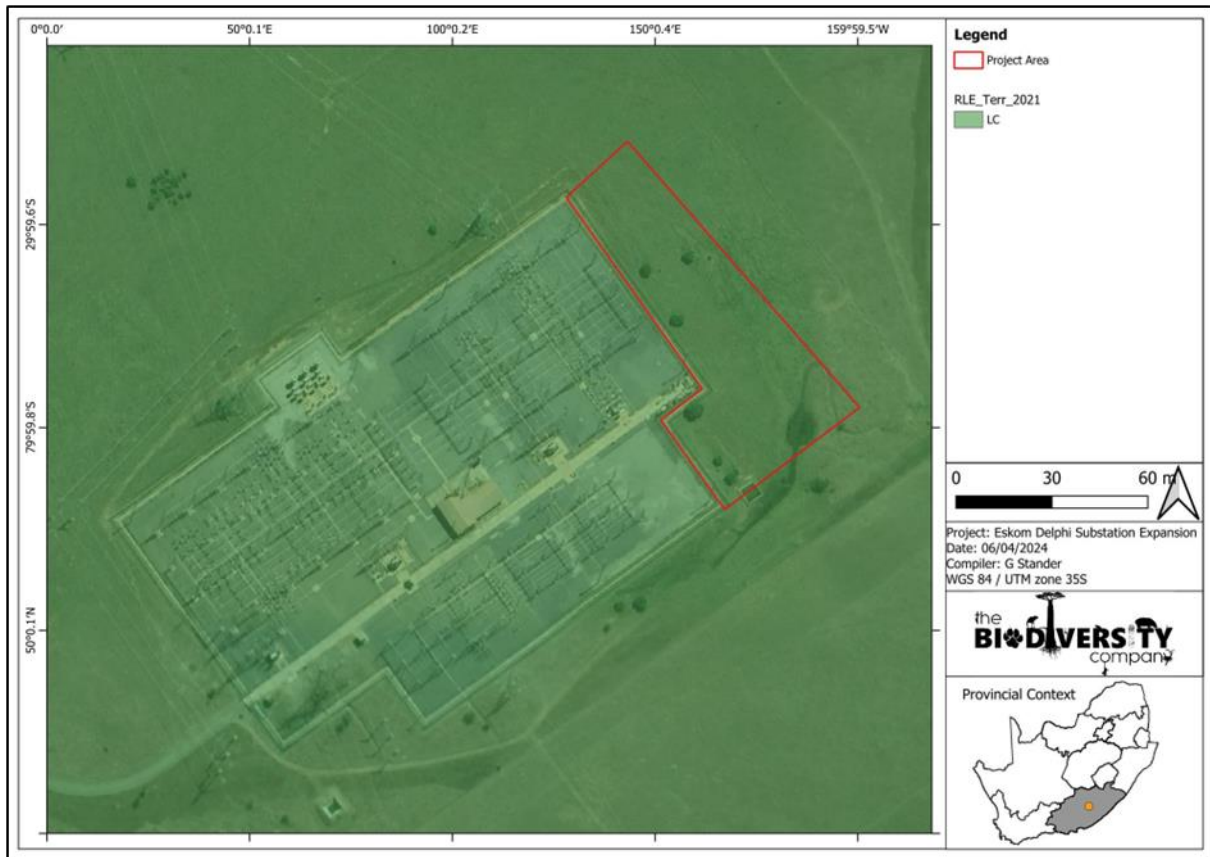 0°0.0'
50°0.1'E
100°0.2'E
150°0.4'E
159°59.5'W
29°59.6'S
79°59.8'S
50°0.1'N
Legend
Project Area
RLE_Terr_2021
LC
0 30 60 m
Project: Eskom Delphi Substation Expansion
Date: 06/04/2024
Compiler: G Stander
WGS 84 / UTM zone 35S
the
BIODIVERSITY
company
Provincial Context